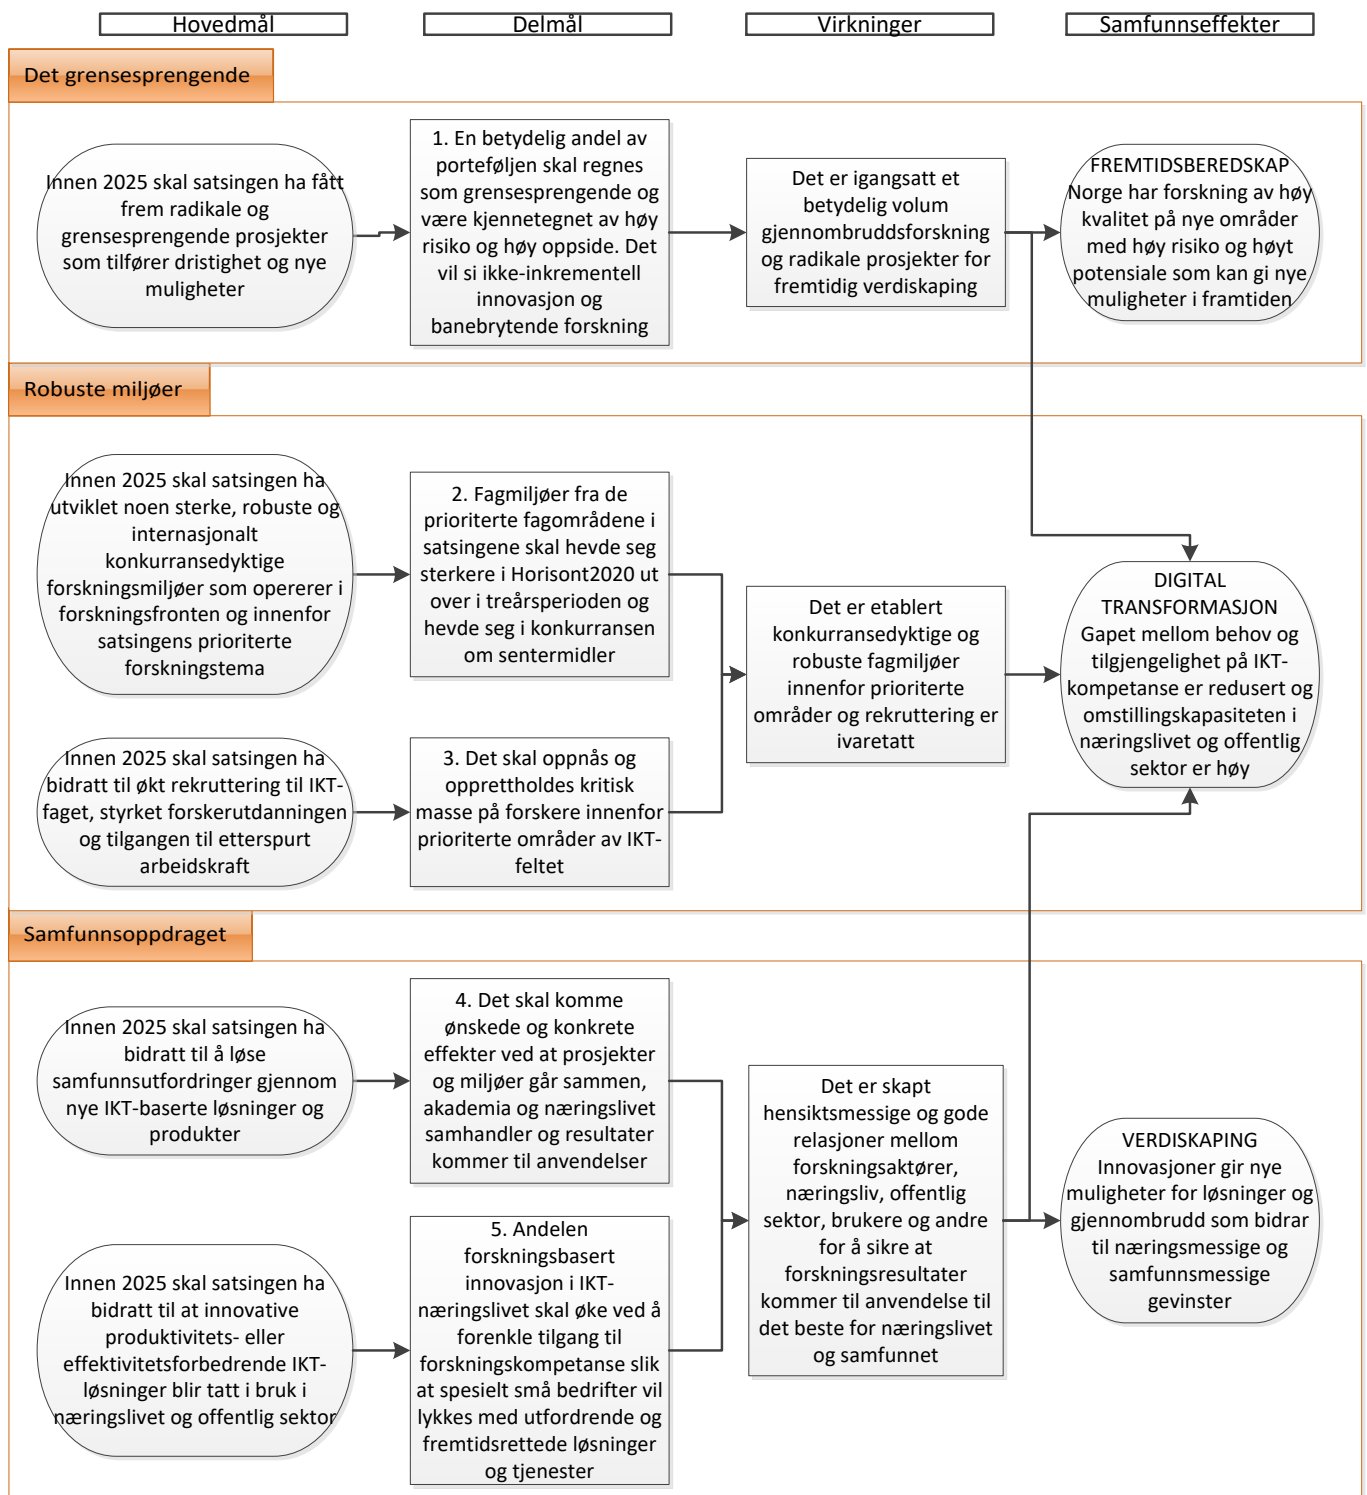 Hovedmål
Delmål
Virkninger
Samfunnseffekter
Det grensesprengende
Innen 2025 skal satsingen ha fått
frem radikale og
grensesprengende prosjekter
som tilfører dristighet og nye
muligheter
1. En betydelig andel av
porteføljen skal regnes
som grensesprengende og
være kjennetegnet av høy
risiko og høy oppside. Det
vil si ikke-inkrementell
innovasjon og
banebrytende forskning
Det er igangsatt et
betydelig volum
gjennombruddsforskning
og radikale prosjekter for
fremtidig verdiskaping
FREMTIDSBEREDSKAP
Norge har forskning av høy
kvalitet på nye områder
med høy risiko og høyt
potensiale som kan gi nye
muligheter i framtiden
Robuste miljøer
Innen 2025 skal satsingen ha
utviklet noen sterke, robuste og
internasjonalt
konkurransedyktige
forskningsmiljøer som opererer i
forskningsfronten og innenfor
satsingens prioriterte
forskningstema
2. Fagmiljøer fra de
prioriterte fagområdene i
satsingene skal hevde seg
sterkere i Horisont2020 ut
over i treårsperioden og
hevde seg i konkurransen
om sentermidler
Innen 2025 skal satsingen ha
bidratt til økt rekruttering til IKT-
faget, styrket forskerutdanningen
og tilgangen til etterspurt
arbeidskraft
3. Det skal oppnås og
opprettholdes kritisk
masse på forskere innenfor
prioriterte områder av IKT-
feltet
Det er etablert
konkurransedyktige og
robuste fagmiljøer
innenfor prioriterte
områder og rekruttering er
ivaretatt
DIGITAL
TRANSFORMASJON
Gapet mellom behov og
tilgjengelighet på IKT-
kompetanse er redusert og
omstillingskapasiteten i
næringslivet og offentlig
sektor er høy
Samfunnsoppdraget
Innen 2025 skal satsingen ha
bidratt til å løse
samfunnsutfordringer gjennom
nye IKT-baserte løsninger og
produkter
4. Det skal komme
ønskede og konkrete
effekter ved at prosjekter
og miljøer går sammen,
akademia og næringslivet
samhandler og resultater
kommer til anvendelser
Innen 2025 skal satsingen ha
bidratt til at innovative
produktivitets- eller
effektivitetsforbedrende IKT-
løsninger blir tatt i bruk i
næringslivet og offentlig sektor
5. Andelen
forskningsbasert
innovasjon i IKT-
næringslivet skal øke ved å
forenkle tilgang til
forskningskompetanse slik
at spesielt små bedrifter vil
lykkes med utfordrende og
fremtidsrettede løsninger
og tjenester
Det er skapt
hensiktsmessige og gode
relasjoner mellom
forskningsaktører,
næringsliv, offentlig
sektor, brukere og andre
for å sikre at
forskningsresultater
kommer til anvendelse til
det beste for næringslivet
og samfunnet
VERDISKAPING
Innovasjoner gir nye
muligheter for løsninger og
gjennombrudd som bidrar
til næringsmessige og
samfunnsmessige
gevinster